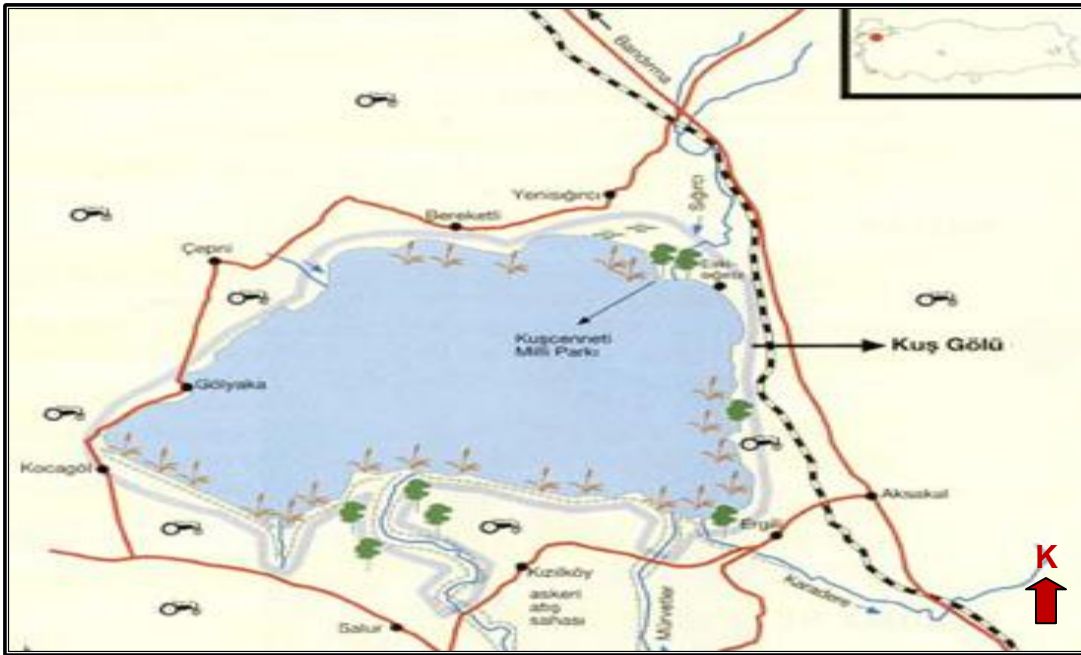 Bandırma
Yenisığırcı
Sığırcı
Bereketli
Çepni
Eski
sığırcı
Kuşcenneti
Milli Parkı
Kuş Gölü
Gölyaka
Kocagöl
Aksakal
Ergili
K
Kızılköy
Karadere
askeri
atış
sahası
Mürvetler
Salur